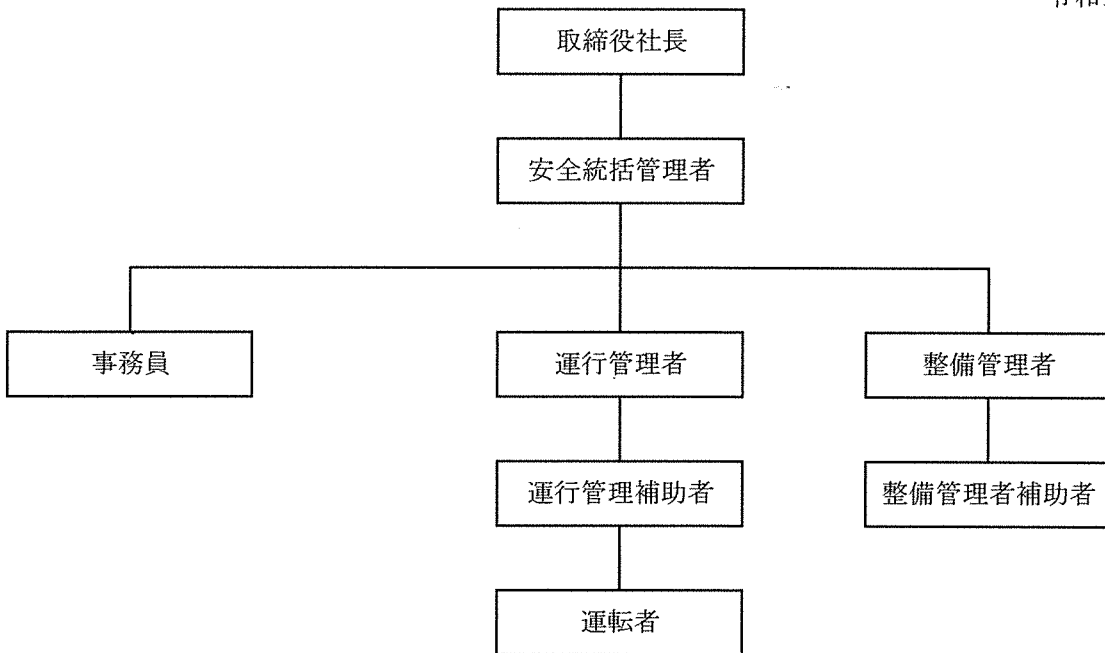 令和
取締役社長
安全統括管理者
事務員
運行管理者
整備管理者
運行管理補助者
整備管理者補助者
運転者